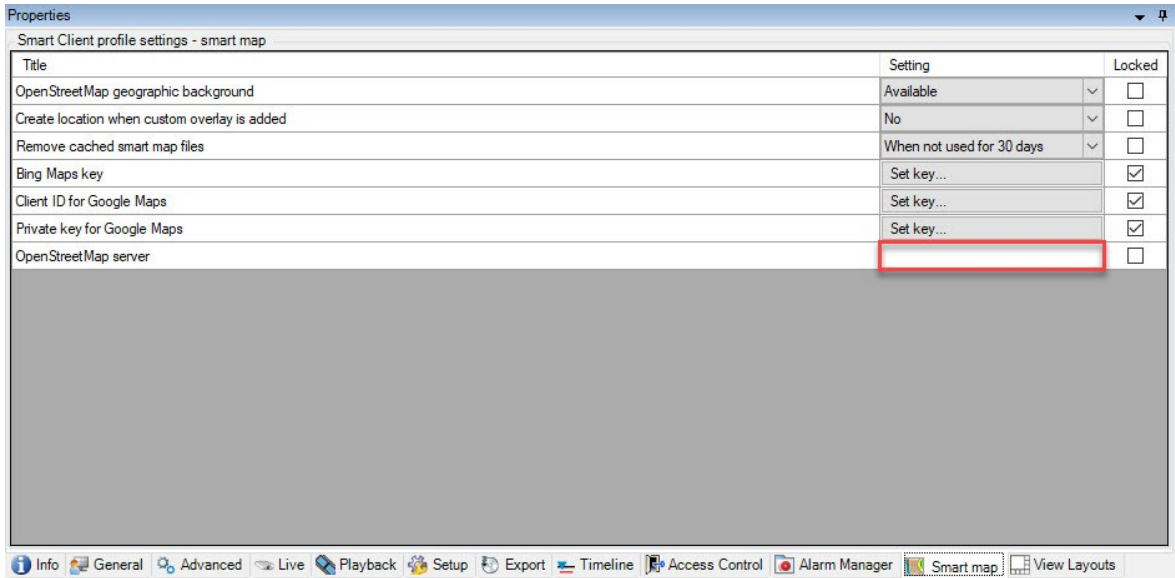 Properties
Smart Client profile settings - smart map
Title Setting Locked
OpenStreetMap geographic background Available
Create location when custom overlay is added No
Remove cached smart map files When not used for 30 days
Bing Maps key Set key...
Client ID for Google Maps Set key...
Private key for Google Maps Set key...
OpenStreetMap server
Info General Advanced Live Playback Setup Export Timeline Access Control Alarm Manager Smart map View Layouts